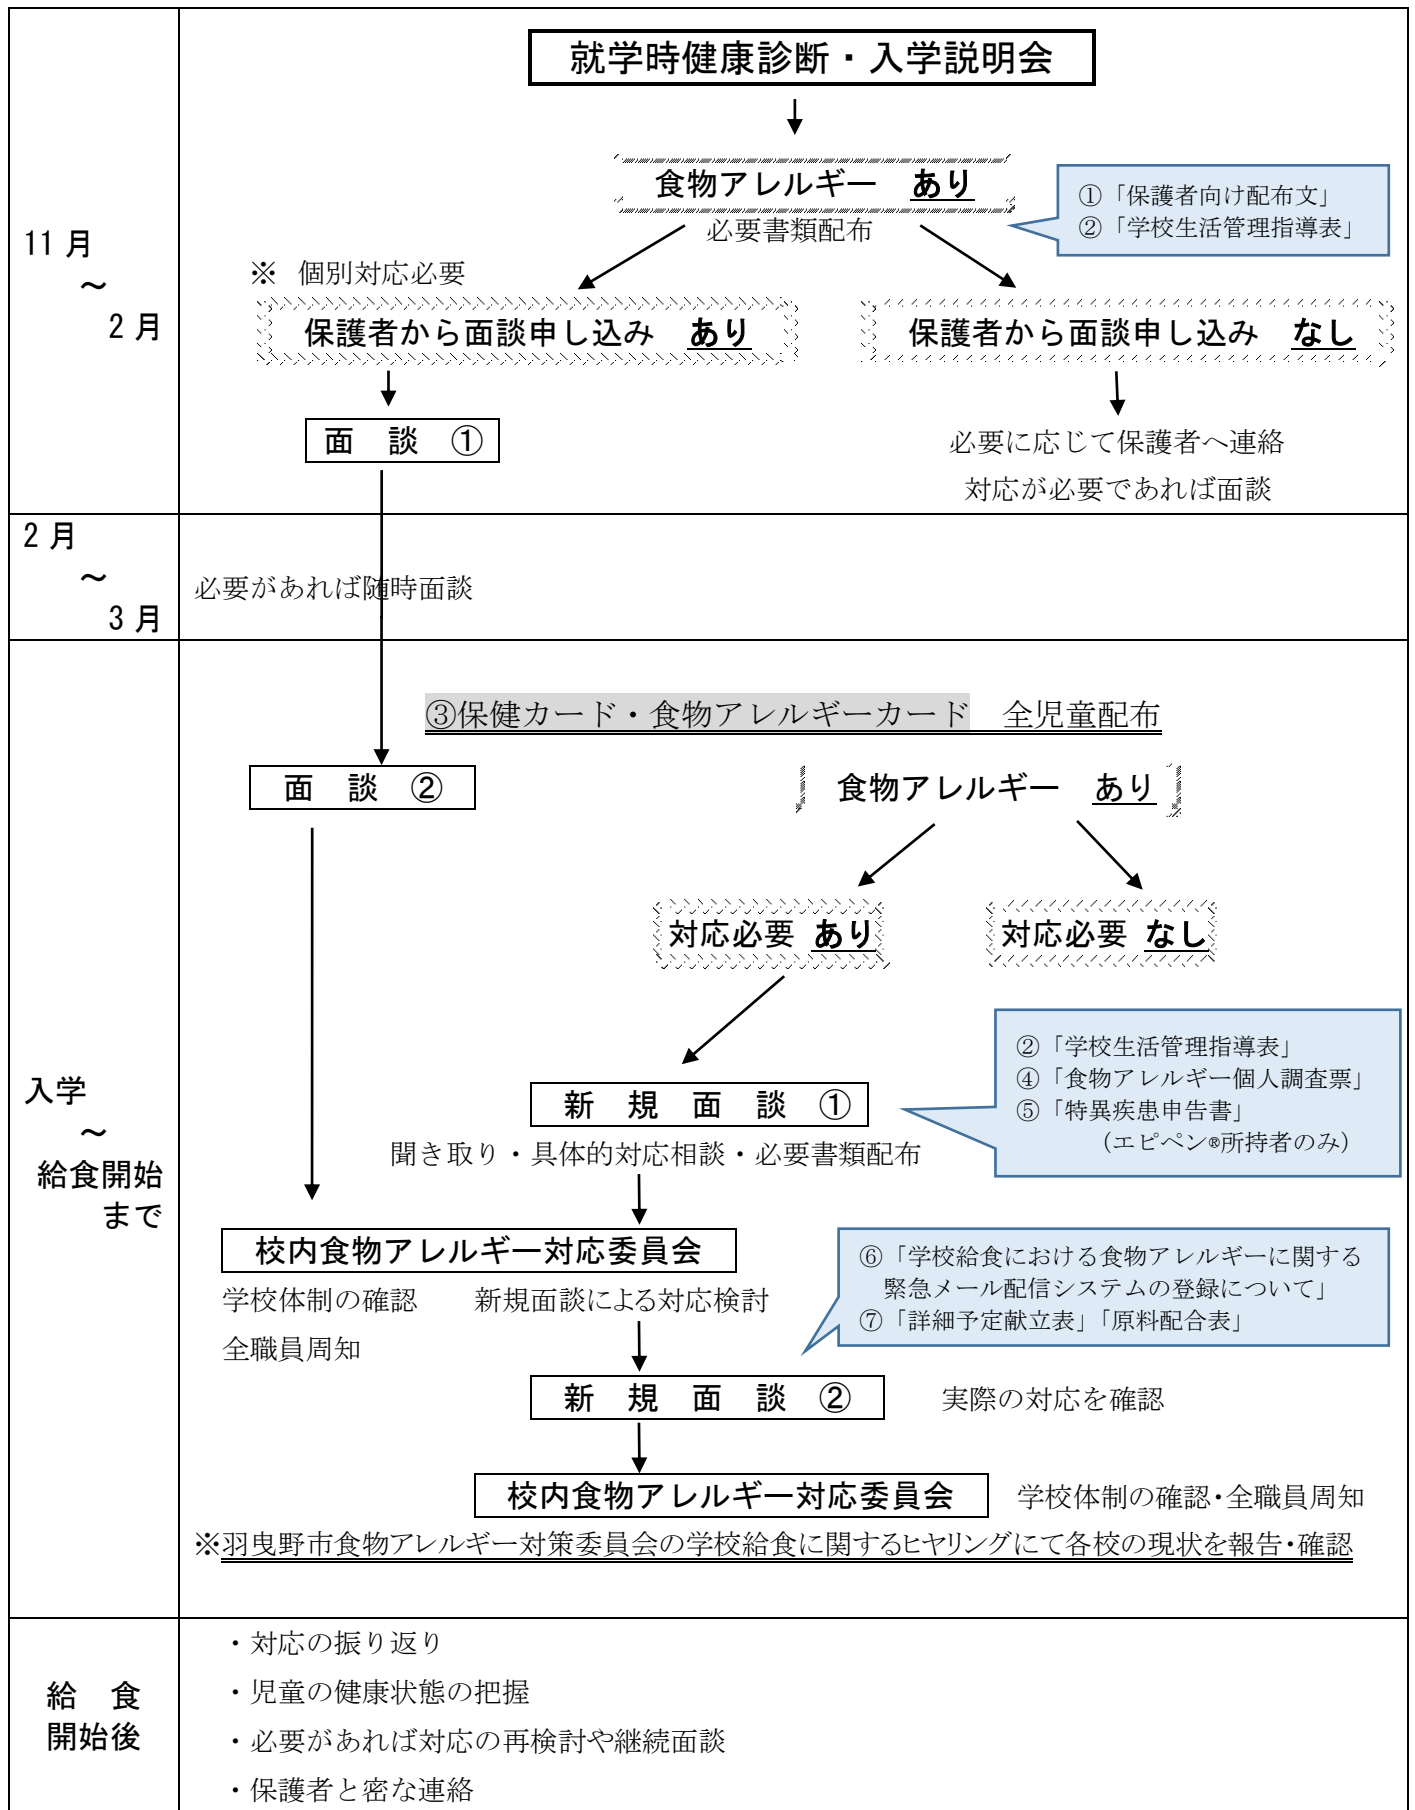 就学時健康診断・入学説明会
11月
～
2月
食物アレルギー　あり
必要書類配布
①「保護者向け配布文」
②「学校生活管理指導表」
※　個別対応必要
保護者から面談申し込み　あり
保護者から面談申し込み　なし
面　談　①
必要に応じて保護者へ連絡
対応が必要であれば面談
2月
～
3月
必要があれば随時面談
入学
～
給食開始
まで
③保健カード・食物アレルギーカード　全児童配布
面　談　②
食物アレルギー　あり
対応必要　あり
対応必要　なし
②「学校生活管理指導表」
④「食物アレルギー個人調査票」
⑤「特異疾患申告書」
（エピペン®所持者のみ）
新　規　面　談　①
聞き取り・具体的対応相談・必要書類配布
校内食物アレルギー対応委員会
学校体制の確認　　新規面談による対応検討
全職員周知
⑥「学校給食における食物アレルギーに関する
緊急メール配信システムの登録について」
⑦「詳細予定献立表」「原料配合表」
新　規　面　談　②
実際の対応を確認
校内食物アレルギー対応委員会
学校体制の確認・全職員周知
※羽曳野市食物アレルギー対策委員会の学校給食に関するヒヤリングにて各校の現状を報告・確認
給　食
開始後
・対応の振り返り
・児童の健康状態の把握
・必要があれば対応の再検討や継続面談
・保護者と密な連絡